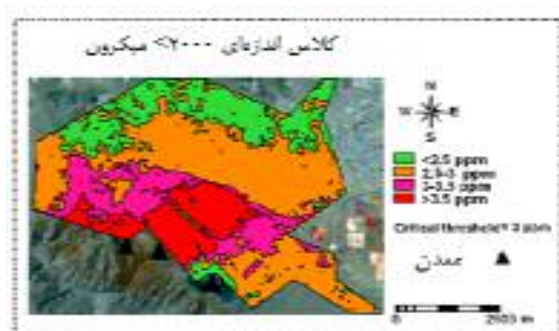 کلاس اندازه‌ای ۲۰۰۰> میکرون
N
W E
S
<2.5 ppm
2.5-3 ppm
3-3.5 ppm
>3.5 ppm
Critical threshold= 3 ppm
معدن
0 2503 m